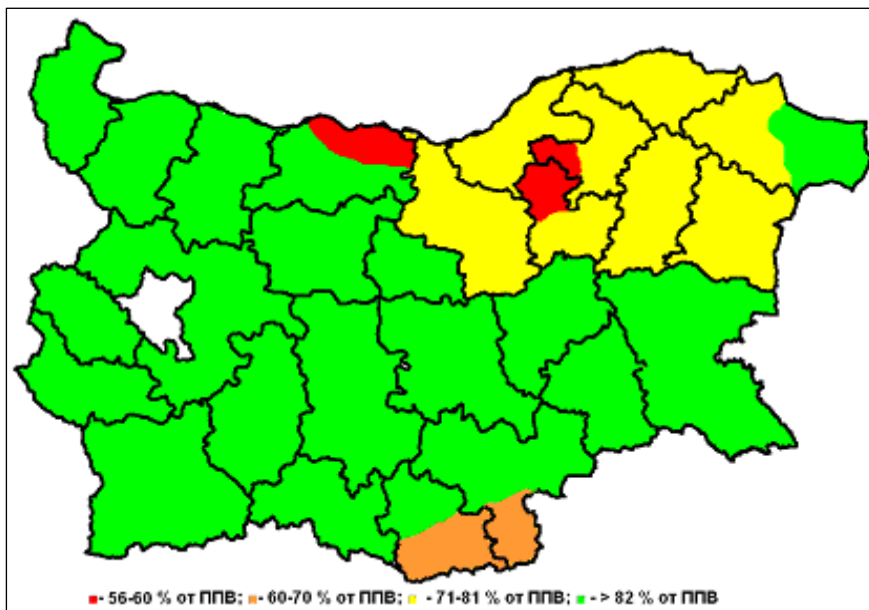 - 56-60 % от ППВ; - 60-70 % от ППВ; - 71-81 % от ППВ; - > 82 % от ППВ